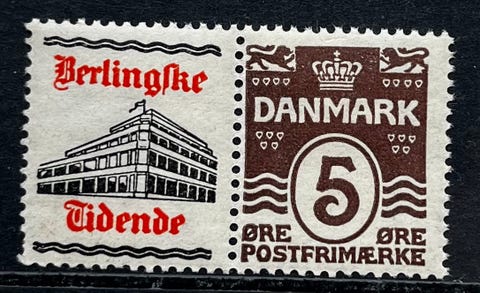 Berlingſke
Tidende
DANMARK
5
ØRE ØRE
POSTFRIMÆRKE